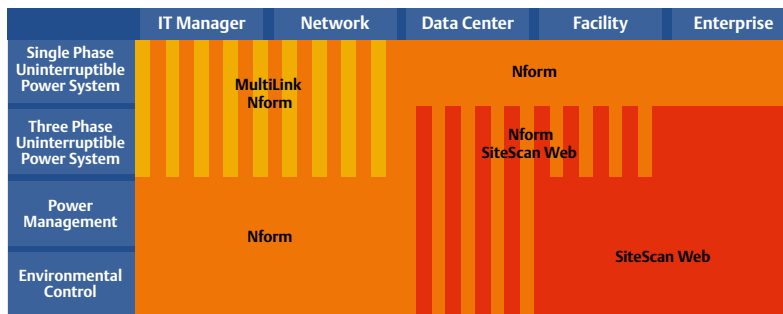 IT Manager
Network
Data Center
Facility
Enterprise
Single Phase
Uninterruptible
Power System
MultiLink
Nform
Nform
Three Phase
Uninterruptible
Power System
Nform
SiteScan Web
Power
Management
Nform
SiteScan Web
Environmental
Control